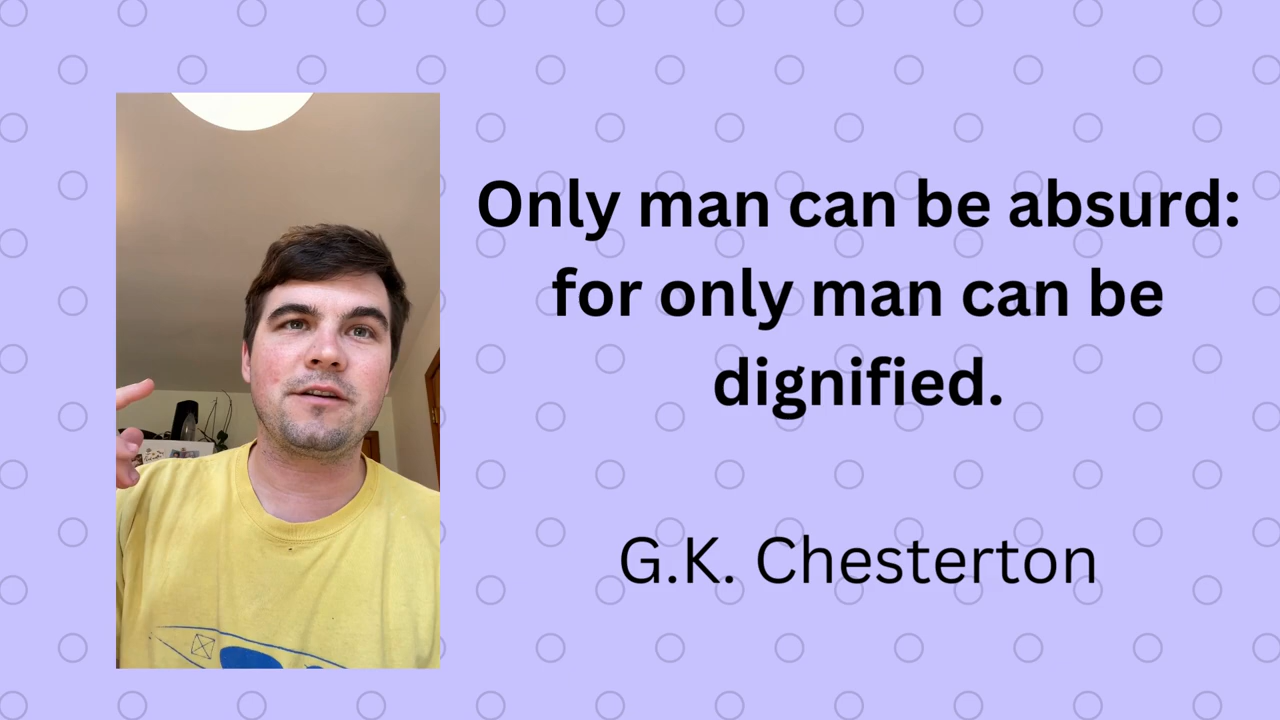 Only man can be absurd:
for only man can be
dignified.
G.K. Chesterton